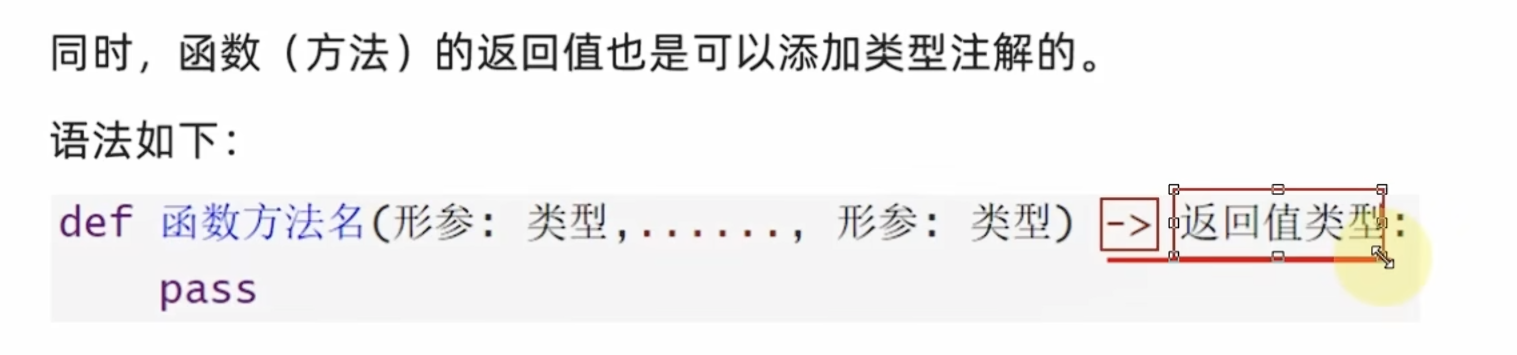 同时，函数（方法）的返回值也是可以添加类型注解的。
语法如下：
def 函数方法名(形参: 类型,......, 形参: 类型) -> 返回值类型:
    pass